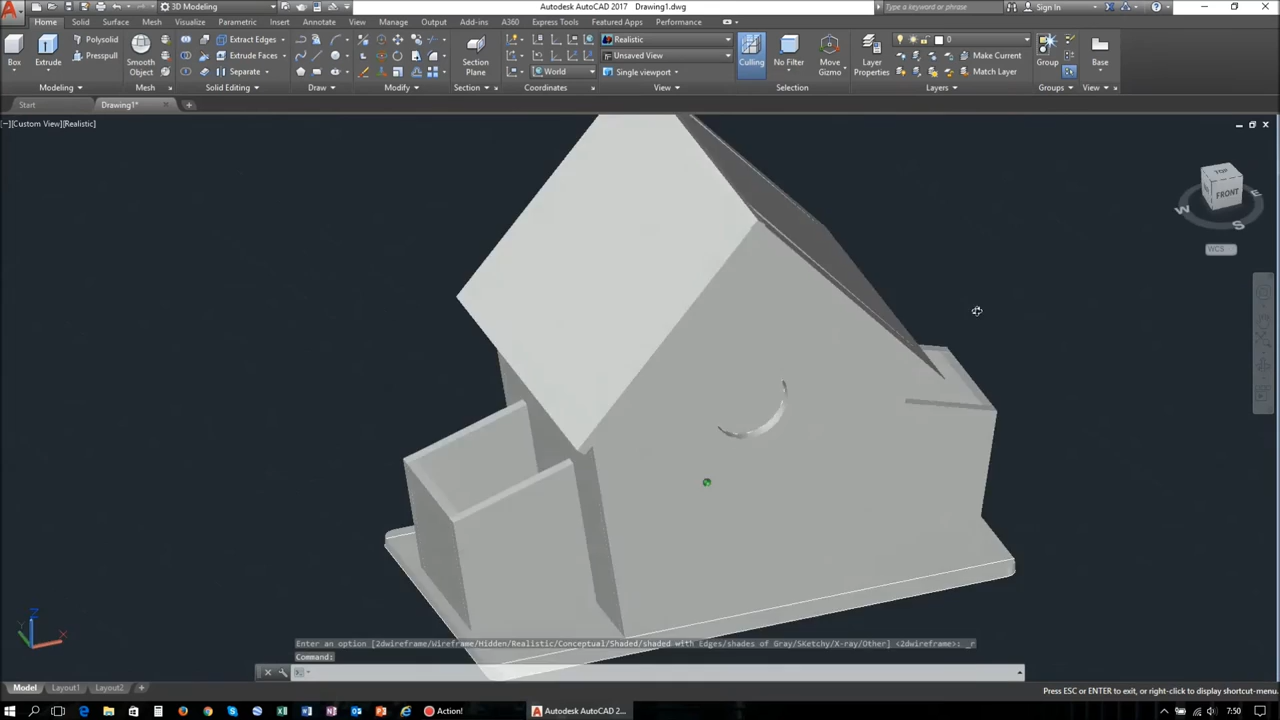 3D Modeling
Autodesk AutoCAD 2017 Drawing1.dwg
Type a keyword or phrase
Sign In
Home Solid Surface Mesh Visualize Parametric Insert Annotate View Manage Output Add-ins A360 Express Tools Featured Apps Performance
Polysolid
Presspull
Extract Edges
Extrude Faces
Separate
Realistic
Unsaved View
World
Single viewport
0
Make Current
Match Layer
Box
Extrude
Smooth
Object
Section
Plane
Culling
No Filter
Move
Gizmo
Layer
Properties
Group
Base
Modeling
Mesh
Solid Editing
Draw
Modify
Section
Coordinates
View
Selection
Layers
Groups
View
Start
Drawing1*
[−][Custom View][Realistic]
TOP
FRONT
W
E
S
WCS
Z
Y
X
Enter an option [2dwireframe/Wireframe/Hidden/Realistic/Conceptual/Shaded/shaded with Edges/shades of Gray/SKetchy/X-ray/Other] <2dwireframe>: _r
Command:
Model Layout1 Layout2
Press ESC or ENTER to exit, or right-click to display shortcut-menu.
Action!
Autodesk AutoCAD 2...
7:50